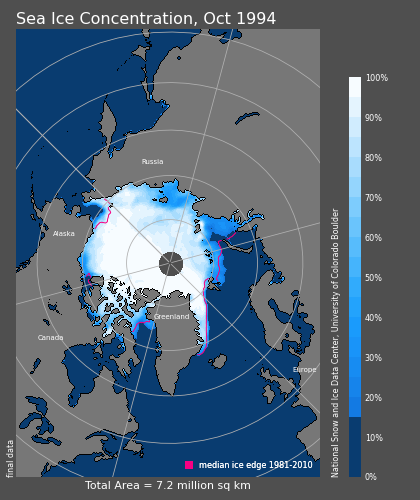 Sea Ice Concentration, Oct 1994
Russia
Alaska
Greenland
Canada
Europe
median ice edge 1981-2010
final data
Total Area = 7.2 million sq km
National Snow and Ice Data Center, University of Colorado Boulder
100%
90%
80%
70%
60%
50%
40%
30%
20%
10%
0%